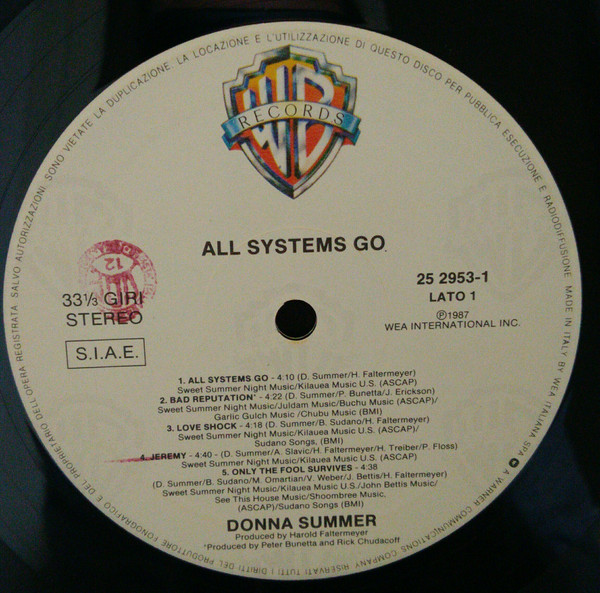 SONO VIETATE LA DUPLICAZIONE, LA LOCAZIONE E L'UTILIZZAZIONE DI QUESTO DISCO PER PUBBLICA ESECUZIONE E RADIODIFFUSIONE. MADE IN ITALY BY WEA ITALIANA SPA
A WARNER COMMUNICATIONS COMPANY RISERVATI TUTTI I DIRITTI DEL PRODUTTORE FONOGRAFICO E DEL PROPRIETARIO DELL'OPERA REGISTRATA. SALVO AUTORIZZAZIONI.
WB
RECORDS
ALL SYSTEMS GO
12
33⅓ GIRI
STEREO
S.I.A.E.
25 2953-1
LATO 1
Ⓟ1987
WEA INTERNATIONAL INC.
1. ALL SYSTEMS GO - 4:10 (D. Summer/H. Faltermeyer)
Sweet Summer Night Music/Kilauea Music U.S. (ASCAP)
2. BAD REPUTATION* - 4:22 (D. Summer/P. Bunetta/J. Erickson)
Sweet Summer Night Music/Juldam Music/Buchu Music (ASCAP)/
Garlic Gulch Music /Chubu Music (BMI)
3. LOVE SHOCK - 4:18 (D. Summer/B. Sudano/H. Faltermeyer)
Sweet Summer Night Music/Kilauea Music U.S. (ASCAP)/
Sudano Songs, (BMI)
4. JEREMY - 4:40 - (D. Summer/A. Slavic/H. Faltermeyer/H. Treiber/P. Floss)
Sweet Summer Night Music/Kilauea Music U.S. (ASCAP)
5. ONLY THE FOOL SURVIVES - 4:38
(D. Summer/B. Sudano/M. Omartian/V. Weber/J. Bettis/H. Faltermeyer)
Sweet Summer Night Music/Kilauea Music U.S./John Bettis Music/
See This House Music/Shoombree Music,
(ASCAP)/Sudano Songs (BMI)
DONNA SUMMER
Produced by Harold Faltermeyer
*Produced by Peter Bunetta and Rick Chudacoff